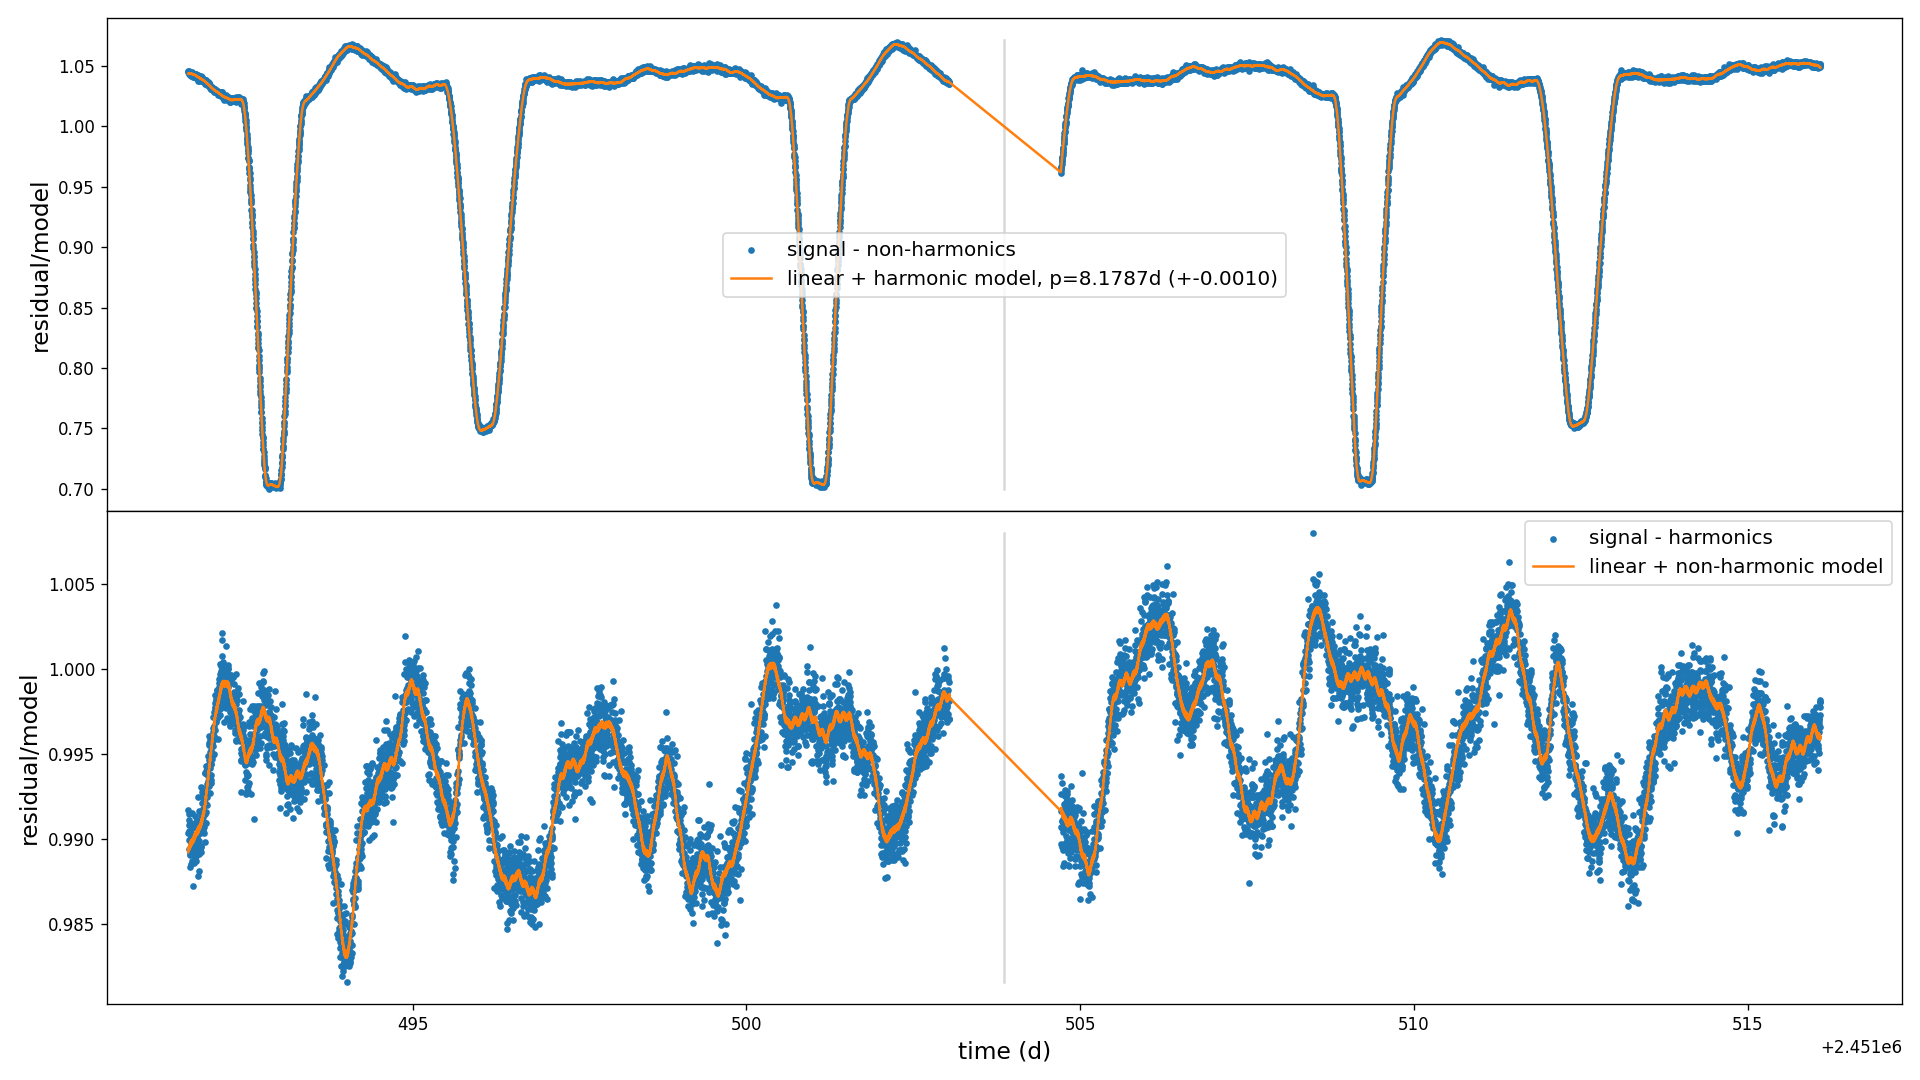 residual/model
1.05
1.00
0.95
0.90
0.85
0.80
0.75
0.70
signal - non-harmonics
linear + harmonic model, p=8.1787d (+-0.0010)
residual/model
1.005
1.000
0.995
0.990
0.985
signal - harmonics
linear + non-harmonic model
495
500
505
510
515
time (d)
+2.451e6